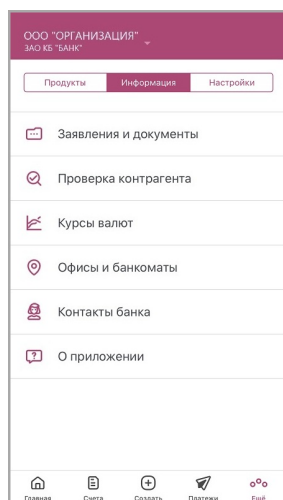 ООО "ОРГАНИЗАЦИЯ"
ЗАО КБ "БАНК"
Продукты Информация Настройки
Заявления и документы
Проверка контрагента
Курсы валют
Офисы и банкоматы
Контакты банка
О приложении
Главная Счета Создать Платежи Ещё